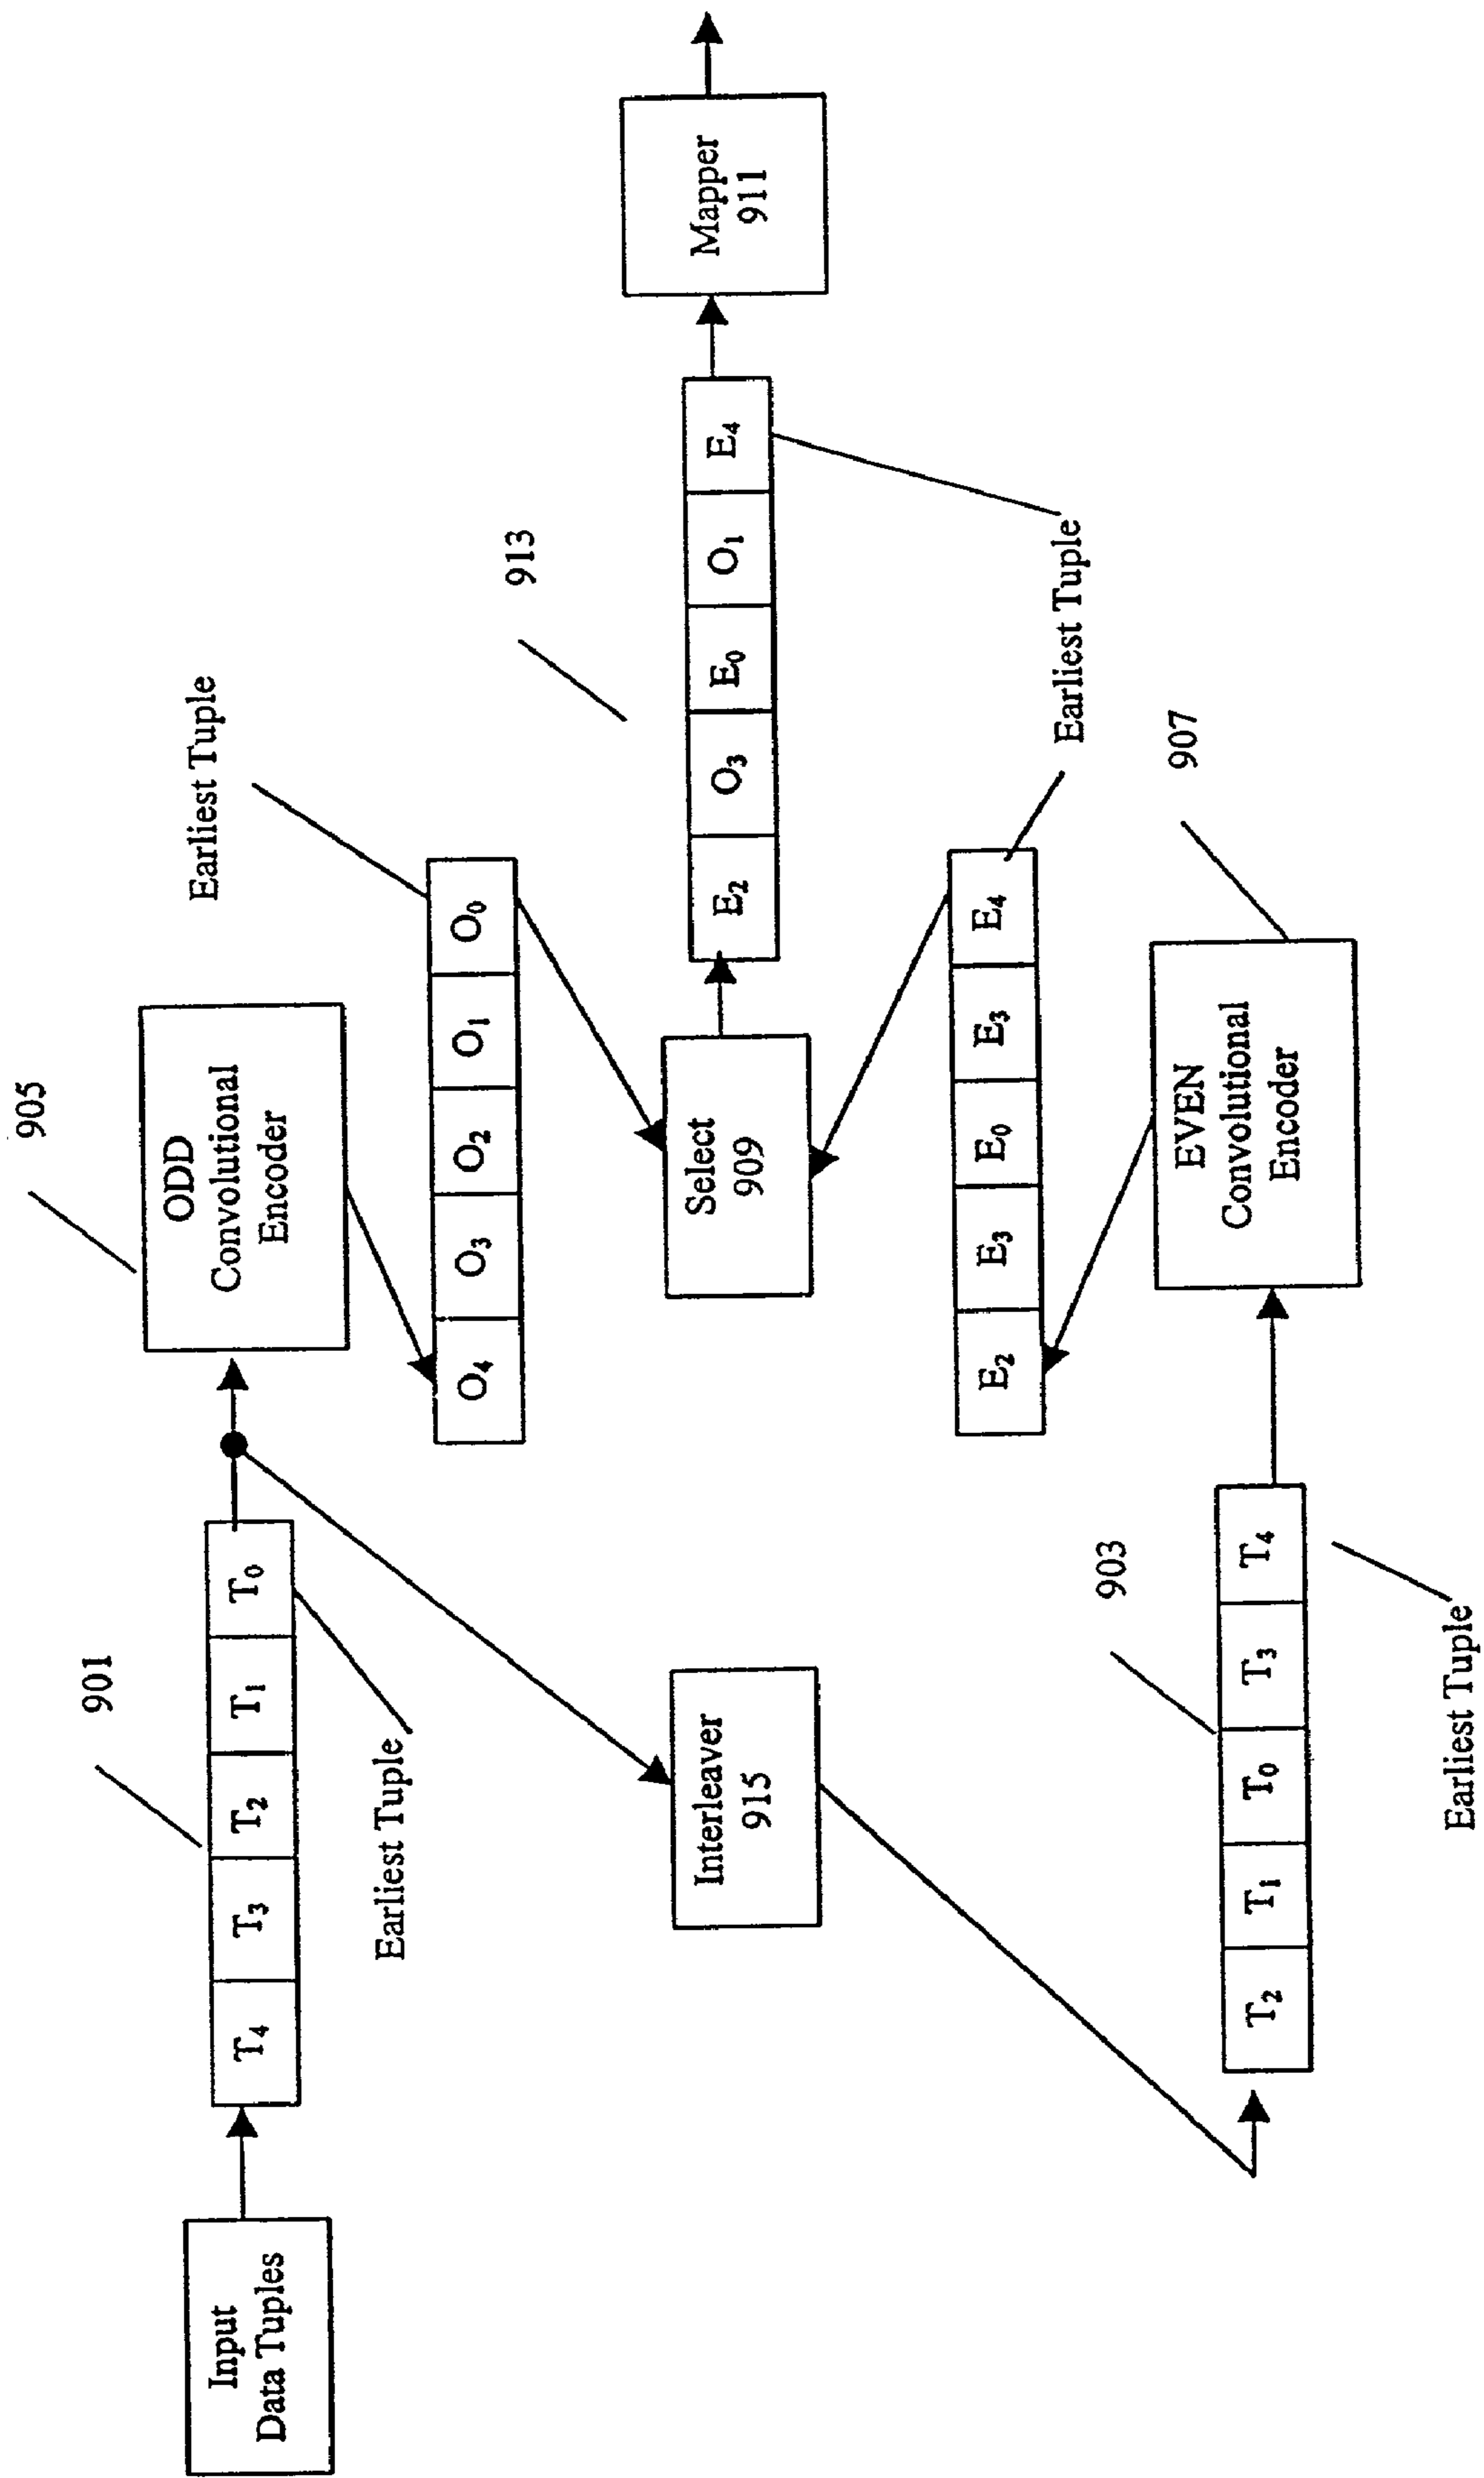 905
ODD
Convolutional
Encoder
901
T4 T3 T2 T1 T0
Earliest Tuple
Earliest Tuple
O4 O3 O2 O1 O0
Input
Data Tuples
Interleaver
915
Select
909
913
E2 O3 E0 O1 E4
Mapper
911
Earliest Tuple
E2 E3 E0 E3 E4
907
EVEN
Convolutional
Encoder
903
T2 T1 T0 T3 T4
Earliest Tuple